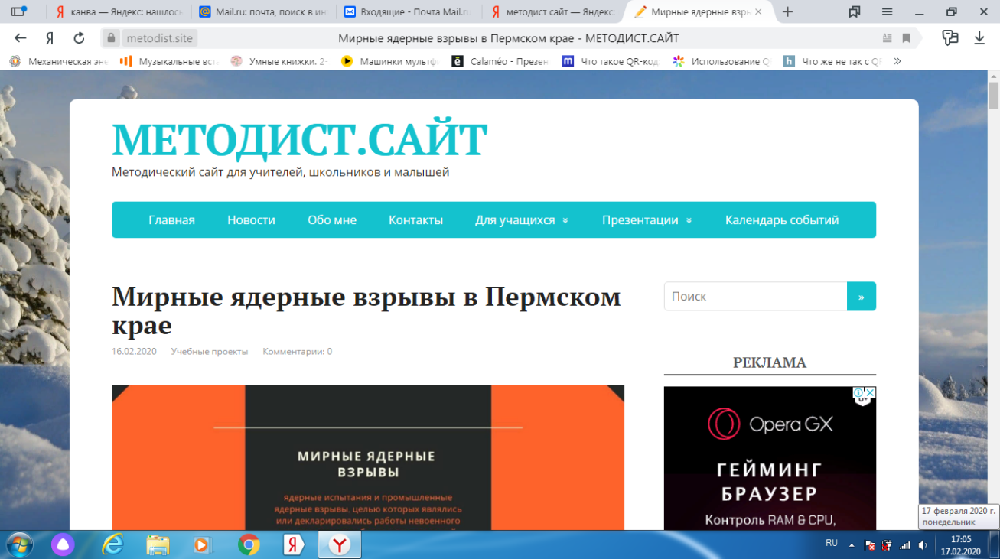 канва — Яндекс: нашлось
Mail.ru: почта, поиск в ин
Входящие - Почта Mail.ru
методист сайт — Яндекс:
Мирные ядерные взры
metodist.site
Мирные ядерные взрывы в Пермском крае - МЕТОДИСТ.САЙТ
Механическая эне
Музыкальные вста
Умные книжки. 2-
Машинки мультф
Calaméo - Презен
Что такое QR-код
Использование Q
Что же не так с QR
МЕТОДИСТ.САЙТ
Методический сайт для учителей, школьников и малышей
Главная Новости Обо мне Контакты Для учащихся Презентации Календарь событий
Мирные ядерные взрывы в Пермском
крае
16.02.2020 Учебные проекты Комментарии: 0
МИРНЫЕ ЯДЕРНЫЕ
ВЗРЫВЫ
ядерные испытания и промышленные
ядерные взрывы, целью которых являлись
или декларировались работы невоенного
Поиск »
РЕКЛАМА
Opera GX
ГЕЙМИНГ
БРАУЗЕР
Контроль RAM & CPU,
17 февраля 2020 г.
понедельник
RU
17:05
17.02.2020